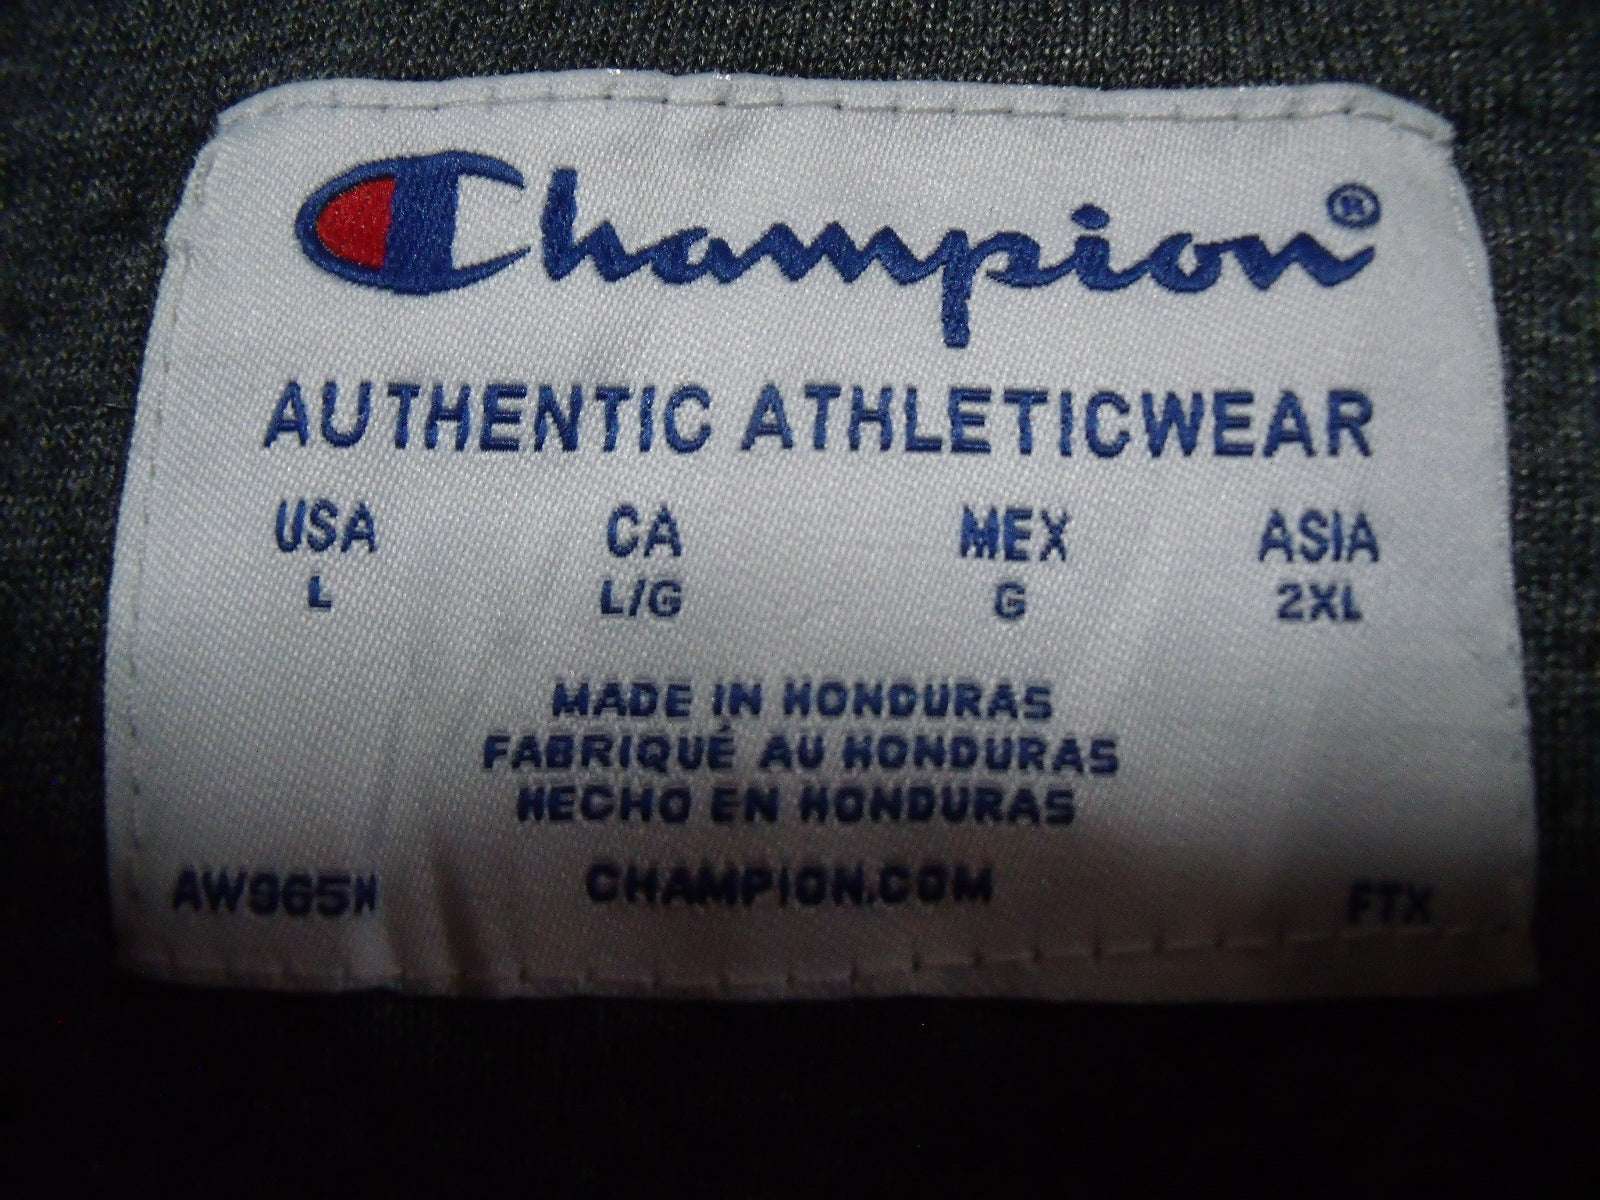 Champion®
AUTHENTIC ATHLETICWEAR
USA CA MEX ASIA
L L/G G 2XL
MADE IN HONDURAS
FABRIQUÉ AU HONDURAS
HECHO EN HONDURAS
AW965H CHAMPION.COM FTX